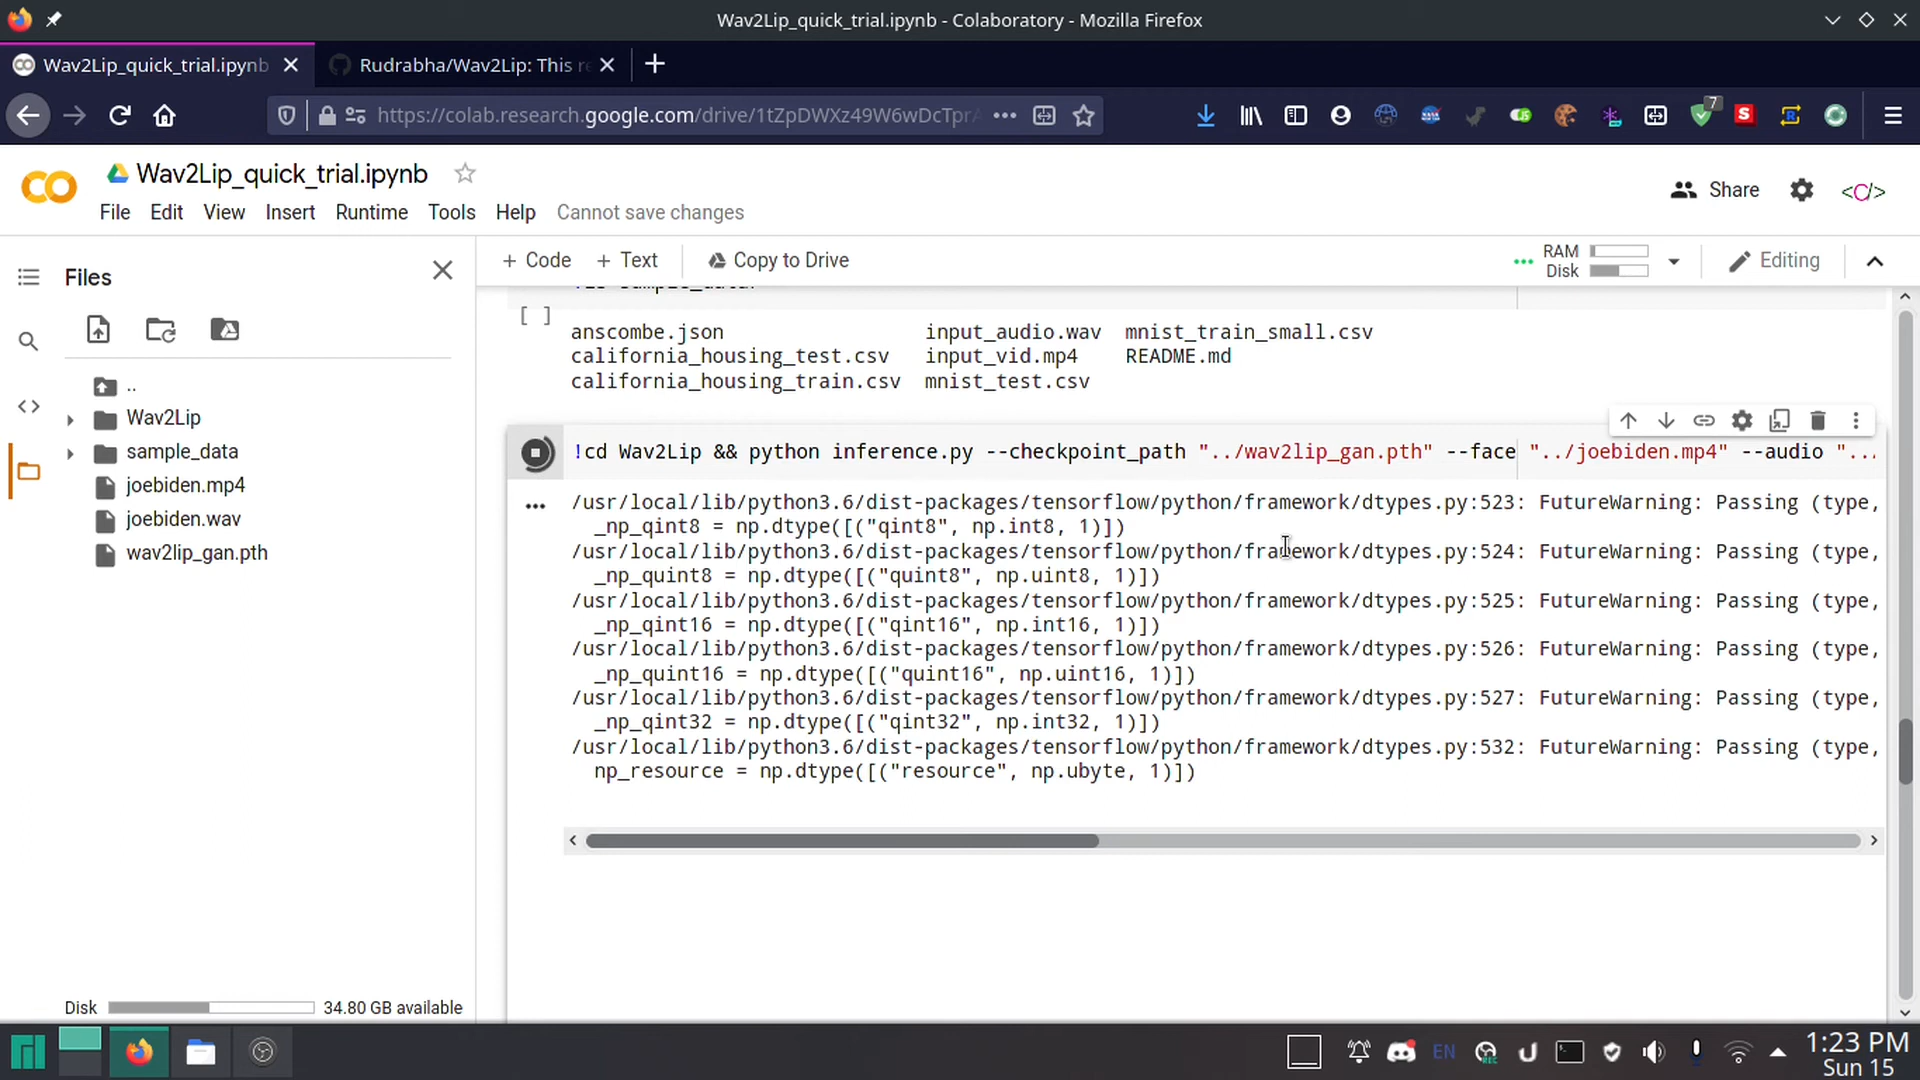 Wav2Lip_quick_trial.ipynb - Colaboratory - Mozilla Firefox
Wav2Lip_quick_trial.ipynb
Rudrabha/Wav2Lip: This re
https://colab.research.google.com/drive/1tZpDWXz49W6wDcTprA
7
Wav2Lip_quick_trial.ipynb
File Edit View Insert Runtime Tools Help Cannot save changes
Share
Files
+ Code + Text Copy to Drive
RAM
Disk
Editing
..
Wav2Lip
sample_data
joebiden.mp4
joebiden.wav
wav2lip_gan.pth
Disk 34.80 GB available
[ ]
anscombe.json input_audio.wav mnist_train_small.csv
california_housing_test.csv input_vid.mp4 README.md
california_housing_train.csv mnist_test.csv
!cd Wav2Lip && python inference.py --checkpoint_path "../wav2lip_gan.pth" --face "../joebiden.mp4" --audio "...
/usr/local/lib/python3.6/dist-packages/tensorflow/python/framework/dtypes.py:523: FutureWarning: Passing (type,
_np_qint8 = np.dtype([("qint8", np.int8, 1)])
/usr/local/lib/python3.6/dist-packages/tensorflow/python/framework/dtypes.py:524: FutureWarning: Passing (type,
_np_quint8 = np.dtype([("quint8", np.uint8, 1)])
/usr/local/lib/python3.6/dist-packages/tensorflow/python/framework/dtypes.py:525: FutureWarning: Passing (type,
_np_qint16 = np.dtype([("qint16", np.int16, 1)])
/usr/local/lib/python3.6/dist-packages/tensorflow/python/framework/dtypes.py:526: FutureWarning: Passing (type,
_np_quint16 = np.dtype([("quint16", np.uint16, 1)])
/usr/local/lib/python3.6/dist-packages/tensorflow/python/framework/dtypes.py:527: FutureWarning: Passing (type,
_np_qint32 = np.dtype([("qint32", np.int32, 1)])
/usr/local/lib/python3.6/dist-packages/tensorflow/python/framework/dtypes.py:532: FutureWarning: Passing (type,
np_resource = np.dtype([("resource", np.ubyte, 1)])
EN
1:23 PM
Sun 15